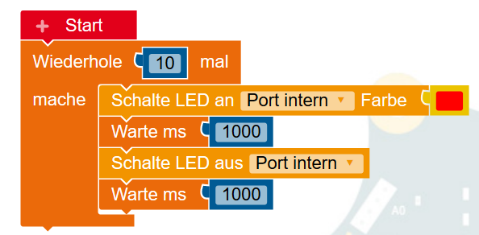 + Start
Wiederhole 10 mal
mache Schalte LED an Port intern Farbe
Warte ms 1000
Schalte LED aus Port intern
Warte ms 1000
A0